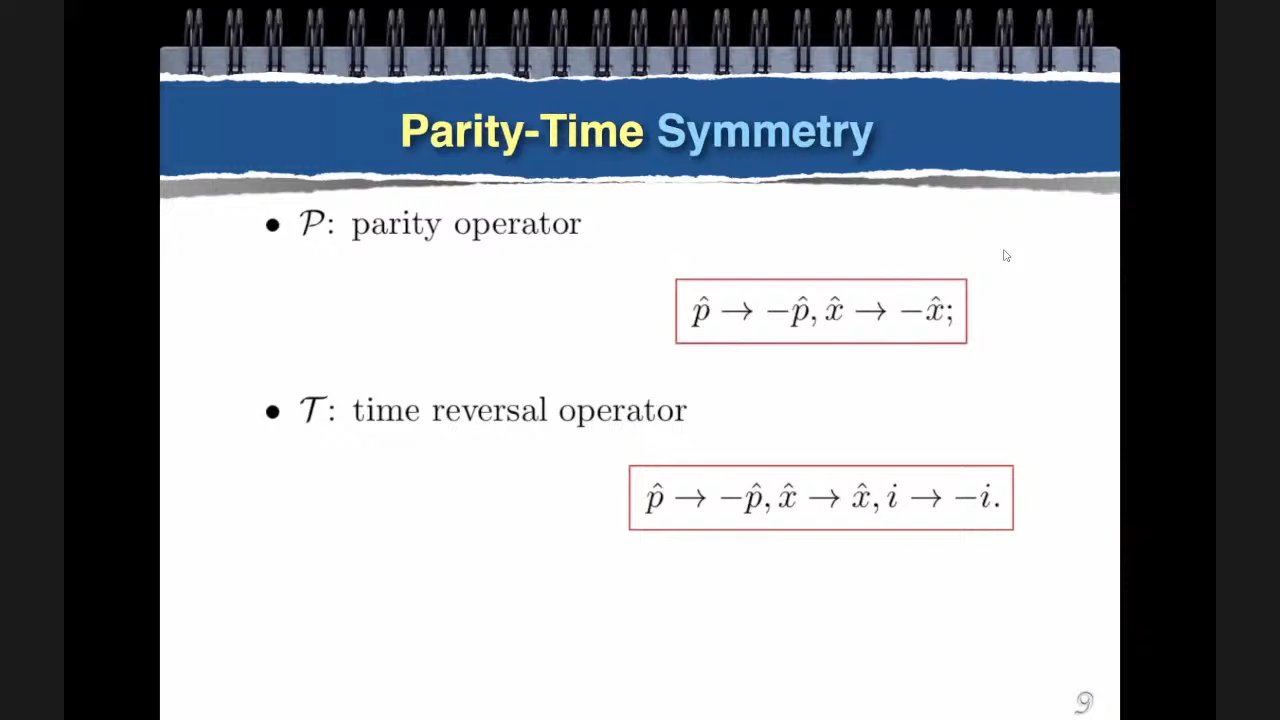 Parity-Time Symmetry
• 𝒫: parity operator
p̂ → −p̂, x̂ → −x̂;
• 𝒯: time reversal operator
p̂ → −p̂, x̂ → x̂, i → −i.
9